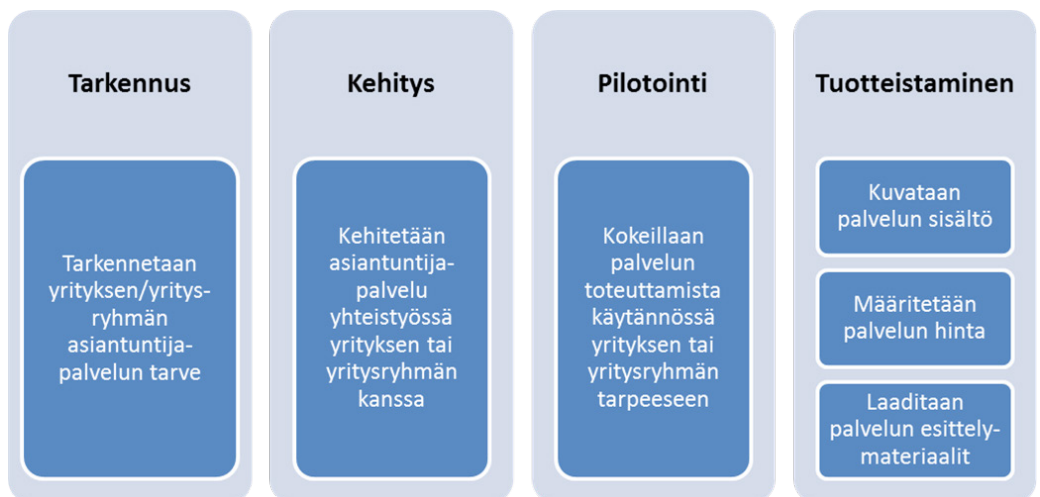 Tarkennus
Tarkennetaan
yrityksen/yritys-
ryhmän
asiantuntija-
palvelun tarve
Kehitys
Kehitetään
asiantuntija-
palvelu
yhteistyössä
yrityksen tai
yritysryhmän
kanssa
Pilotointi
Kokeillaan
palvelun
toteuttamista
käytännössä
yrityksen tai
yritysryhmän
tarpeeseen
Tuotteistaminen
Kuvataan
palvelun sisältö
Määritetään
palvelun hinta
Laaditaan
palvelun esittely-
materiaalit